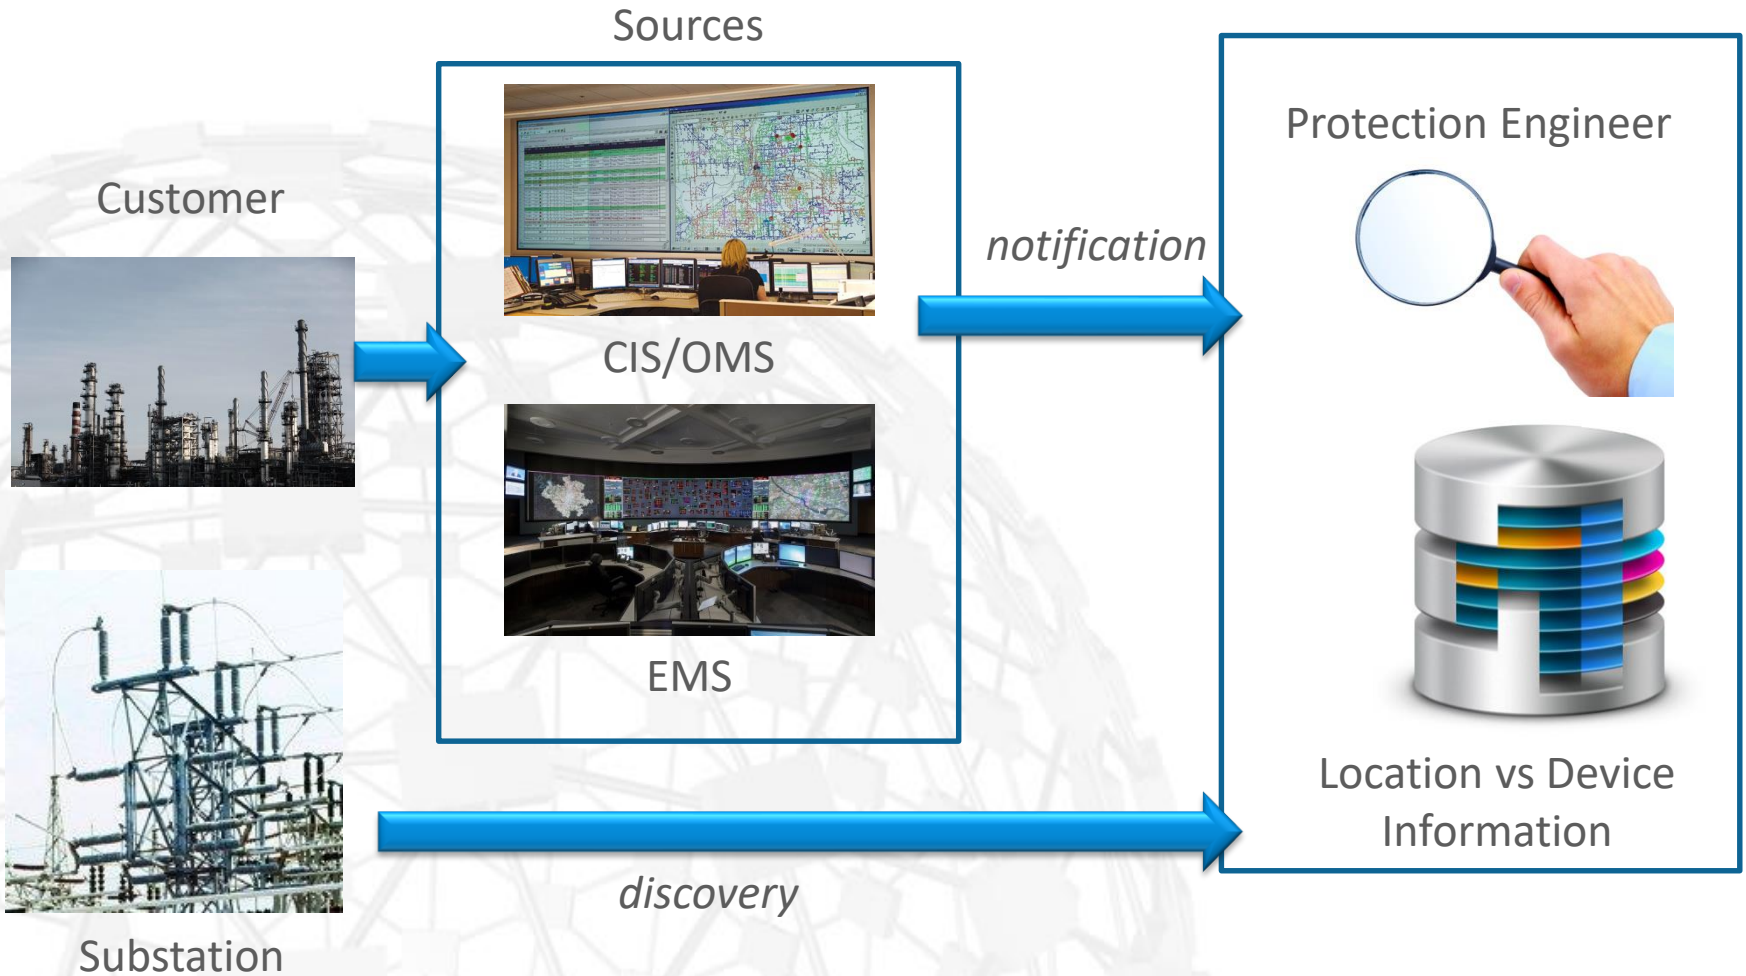 Sources
Protection Engineer
Customer
notification
CIS/OMS
EMS
Location vs Device
Information
discovery
Substation